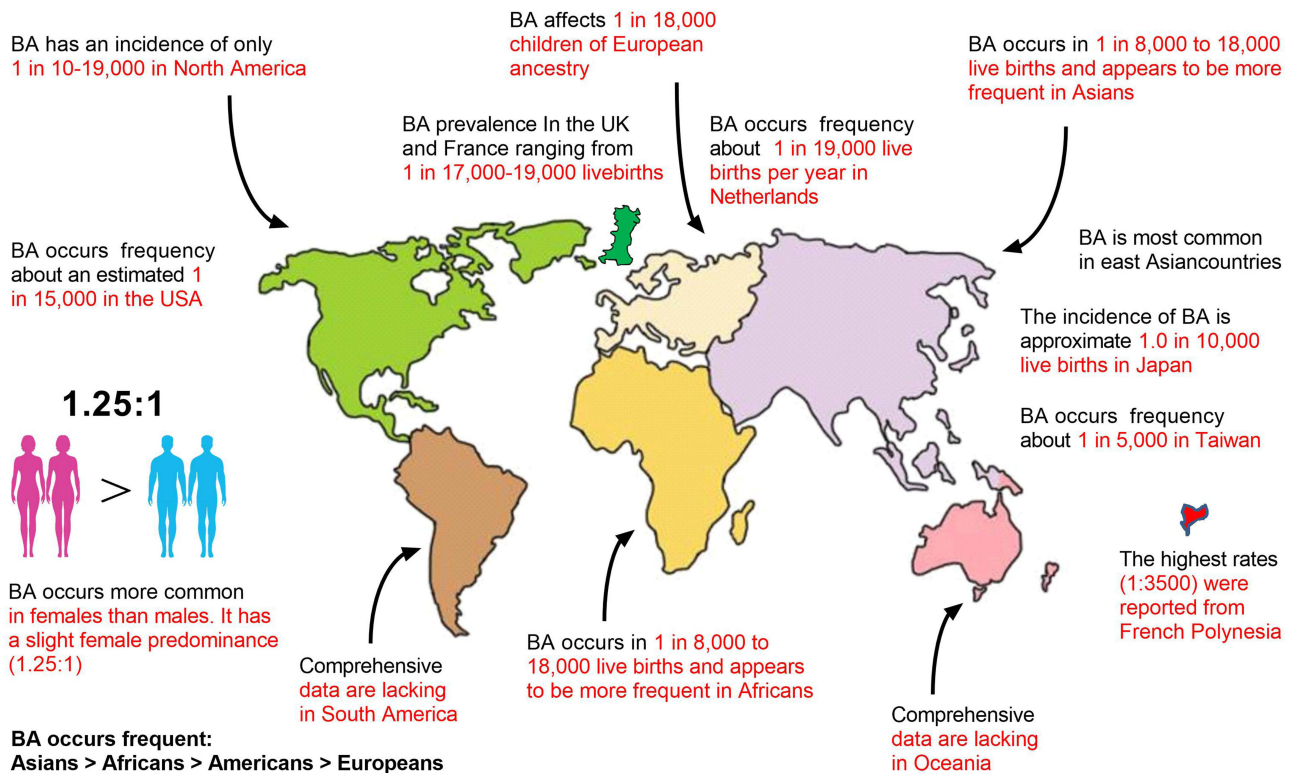 BA has an incidence of only
1 in 10-19,000 in North America
BA affects 1 in 18,000
children of European
ancestry
BA occurs in 1 in 8,000 to 18,000
live births and appears to be more
frequent in Asians
BA prevalence In the UK
and France ranging from
1 in 17,000-19,000 livebirths
BA occurs frequency
about 1 in 19,000 live
births per year in
Netherlands
BA occurs frequency
about an estimated 1
in 15,000 in the USA
BA is most common
in east Asiancountries
The incidence of BA is
approximate 1.0 in 10,000
live births in Japan
BA occurs frequency
about 1 in 5,000 in Taiwan
1.25:1
>
BA occurs more common
in females than males. It has
a slight female predominance
(1.25:1)
The highest rates
(1:3500) were
reported from
French Polynesia
Comprehensive
data are lacking
in South America
BA occurs in 1 in 8,000 to
18,000 live births and appears
to be more frequent in Africans
Comprehensive
data are lacking
in Oceania
BA occurs frequent:
Asians > Africans > Americans > Europeans